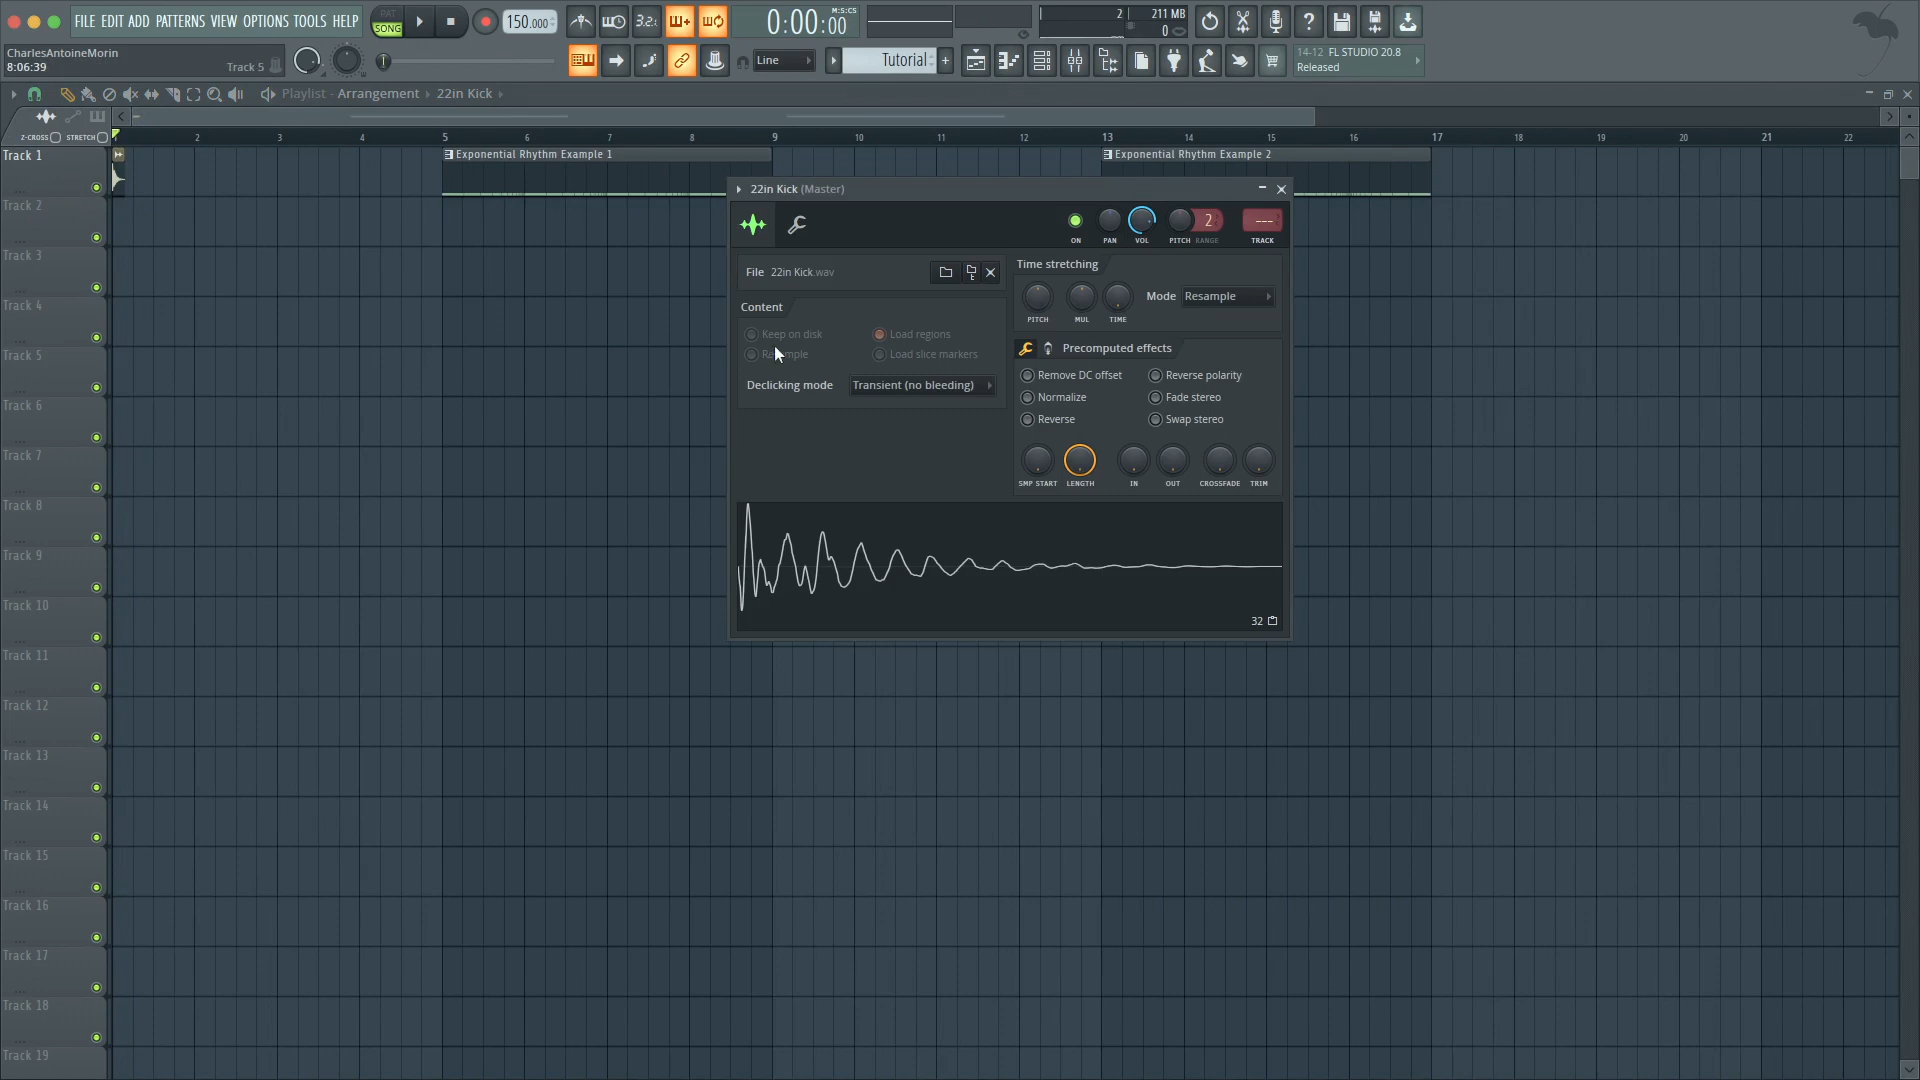 FILE EDIT ADD PATTERNS VIEW OPTIONS TOOLS HELP
PAT
SONG
150.000
3.2.
0:00:00
M:S:CS
2
211 MB
0
CharlesAntoineMorin
8:06:39
Track 5
Line
Tutorial
14-12 FL STUDIO 20.8
Released
Playlist - Arrangement 22in Kick
Z-CROSS STRETCH
2 3 4 5 6 7 8 9 10 11 12 13 14 15 16 17 18 19 20 21 22
Track 1
Exponential Rhythm Example 1
Exponential Rhythm Example 2
Track 2
Track 3
Track 4
Track 5
Track 6
Track 7
Track 8
Track 9
Track 10
Track 11
Track 12
Track 13
Track 14
Track 15
Track 16
Track 17
Track 18
Track 19
22in Kick (Master)
2
---
ON PAN VOL PITCH RANGE TRACK
File 22in Kick.wav
Content
Keep on disk
Load regions
Load slice markers
Declicking mode Transient (no bleeding)
Time stretching
Mode Resample
PITCH MUL TIME
Precomputed effects
Remove DC offset
Reverse polarity
Normalize
Fade stereo
Reverse
Swap stereo
SMP START LENGTH IN OUT CROSSFADE TRIM
32